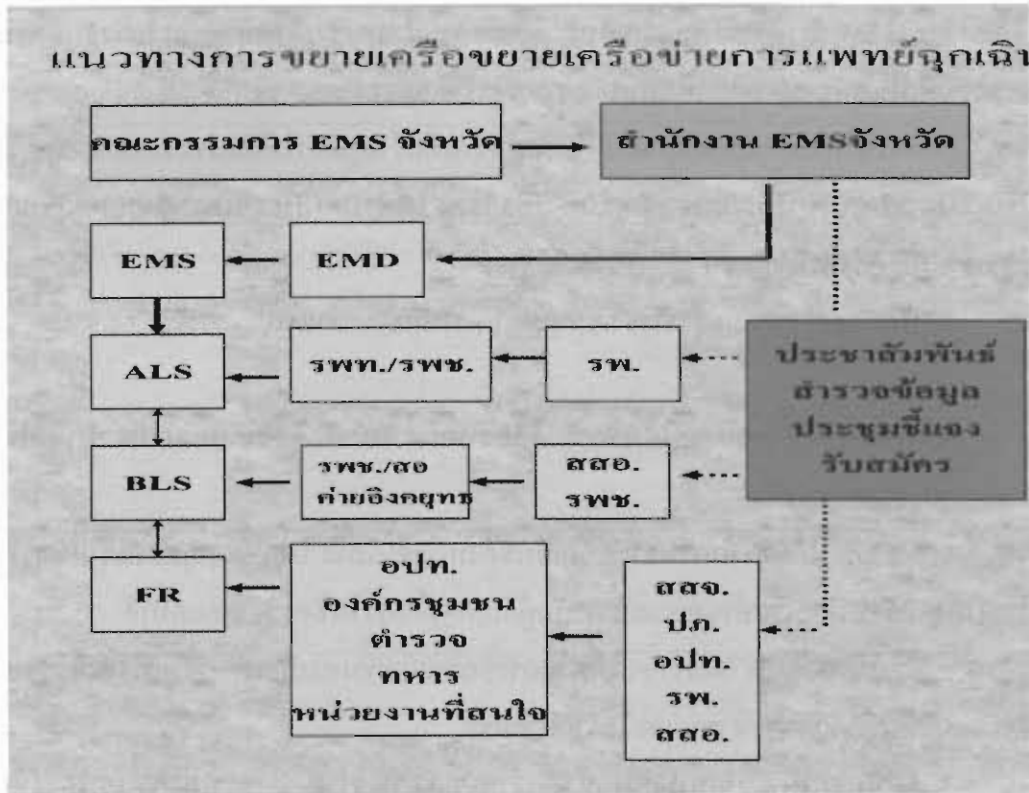 แนวทางการขยายเครือขยายเครือข่ายการแพทย์ฉุกเฉิน
คณะกรรมการ EMS จังหวัด
สำนักงาน EMSจังหวัด
EMS
EMD
ALS
รพท./รพช.
รพ.
ประชาสัมพันธ์
สำรวจข้อมูล
ประชุมชี้แจง
รับสมัคร
BLS
รพช./สอ
ค่ายอิงคยุทธ
สสอ.
รพช.
FR
อปท.
องค์กรชุมชน
ตำรวจ
ทหาร
หน่วยงานที่สนใจ
สสจ.
ปภ.
อปท.
รพ.
สสอ.